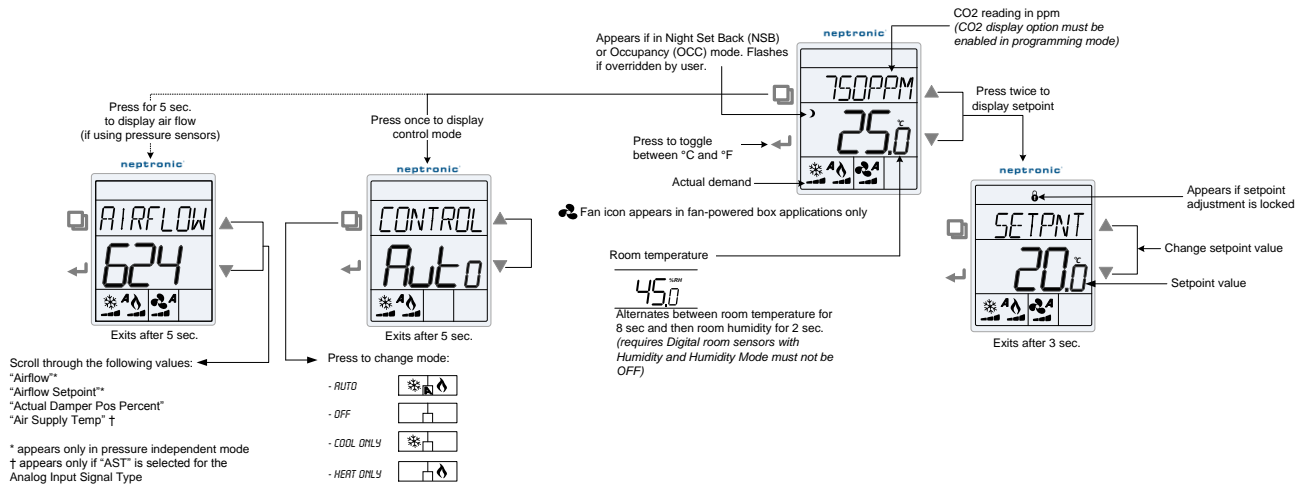 CO2 reading in ppm
(CO2 display option must be
enabled in programming mode)
neptronic
Appears if in Night Set Back (NSB)
or Occupancy (OCC) mode. Flashes
if overridden by user.
750PPM
25.0
°C
A
A
Press twice to
display setpoint
Press to toggle
between °C and °F
Actual demand
Fan icon appears in fan-powered box applications only
Room temperature
45.0
%RH
Alternates between room temperature for
8 sec and then room humidity for 2 sec.
(requires Digital room sensors with
Humidity and Humidity Mode must not be
OFF)
Press for 5 sec.
to display air flow
(if using pressure sensors)
neptronic
AIRFLOW
624
A
A
Exits after 5 sec.
Scroll through the following values:
“Airflow”*
“Airflow Setpoint”*
“Actual Damper Pos Percent”
“Air Supply Temp” †
* appears only in pressure independent mode
† appears only if “AST” is selected for the
Analog Input Signal Type
Press once to display
control mode
neptronic
CONTROL
Auto
A
A
Exits after 5 sec.
Press to change mode:
- AUTO
A
- OFF
- COOL ONLY
- HEAT ONLY
neptronic
SETPNT
20.0
°C
A
A
Exits after 3 sec.
Appears if setpoint
adjustment is locked
Change setpoint value
Setpoint value